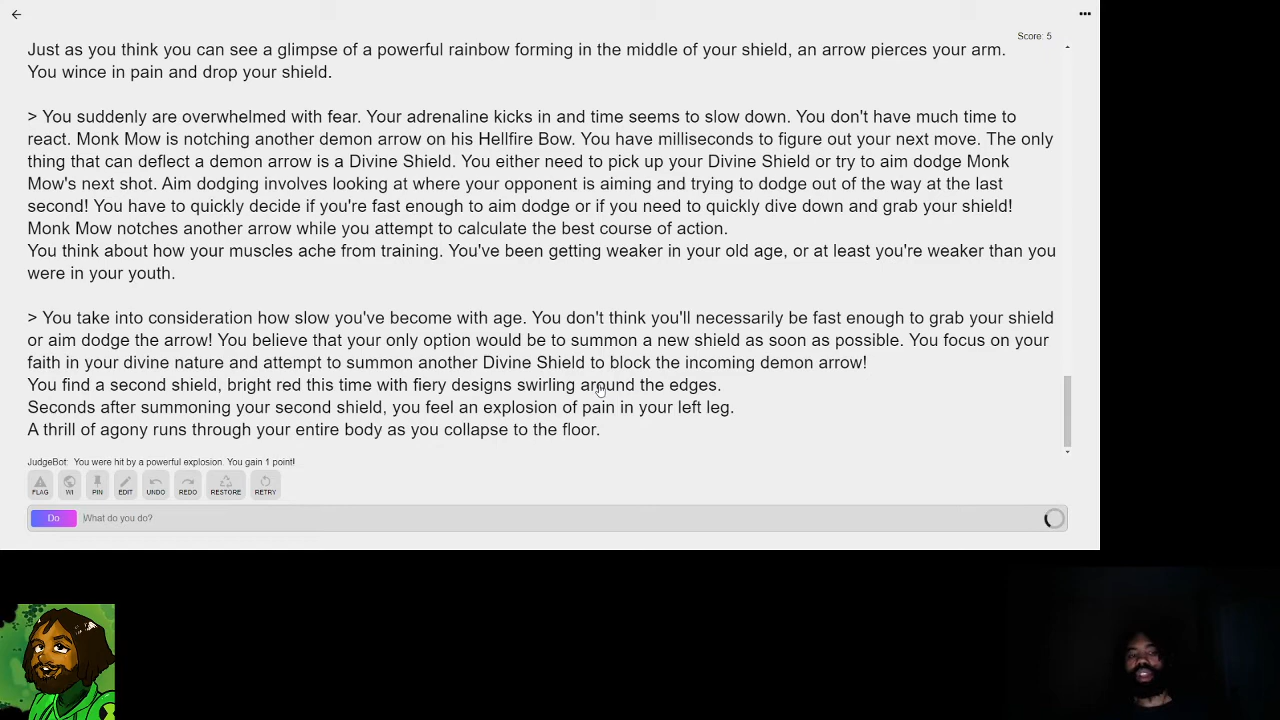 Score: 5
Just as you think you can see a glimpse of a powerful rainbow forming in the middle of your shield, an arrow pierces your arm.
You wince in pain and drop your shield.
> You suddenly are overwhelmed with fear. Your adrenaline kicks in and time seems to slow down. You don't have much time to
react. Monk Mow is notching another demon arrow on his Hellfire Bow. You have milliseconds to figure out your next move. The only
thing that can deflect a demon arrow is a Divine Shield. You either need to pick up your Divine Shield or try to aim dodge Monk
Mow's next shot. Aim dodging involves looking at where your opponent is aiming and trying to dodge out of the way at the last
second! You have to quickly decide if you're fast enough to aim dodge or if you need to quickly dive down and grab your shield!
Monk Mow notches another arrow while you attempt to calculate the best course of action.
You think about how your muscles ache from training. You've been getting weaker in your old age, or at least you're weaker than you
were in your youth.
> You take into consideration how slow you've become with age. You don't think you'll necessarily be fast enough to grab your shield
or aim dodge the arrow! You believe that your only option would be to summon a new shield as soon as possible. You focus on your
faith in your divine nature and attempt to summon another Divine Shield to block the incoming demon arrow!
You find a second shield, bright red this time with fiery designs swirling around the edges.
Seconds after summoning your second shield, you feel an explosion of pain in your left leg.
A thrill of agony runs through your entire body as you collapse to the floor.
JudgeBot: You were hit by a powerful explosion. You gain 1 point!
FLAG WI PIN EDIT UNDO REDO RESTORE RETRY
Do What do you do?